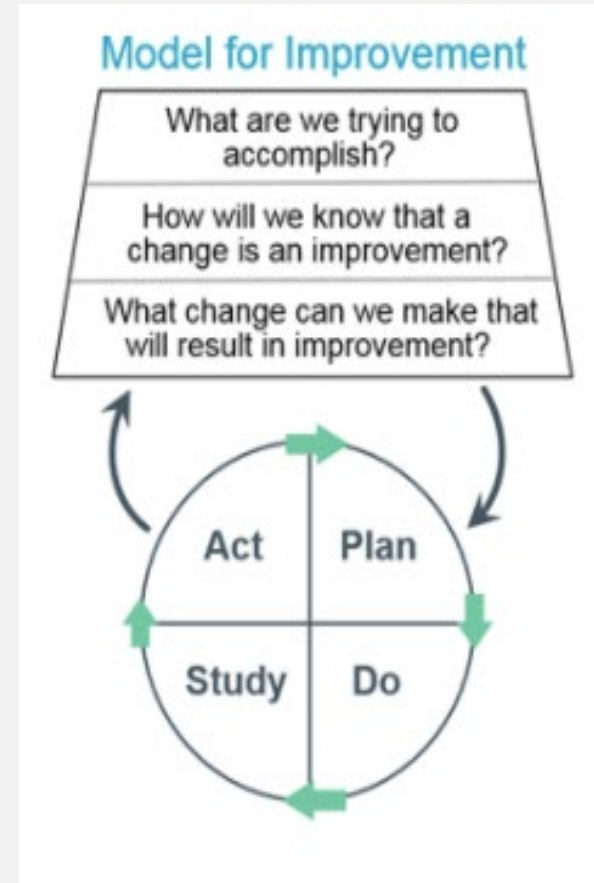 Model for Improvement
What are we trying to
accomplish?
How will we know that a
change is an improvement?
What change can we make that
will result in improvement?
Act
Plan
Study
Do